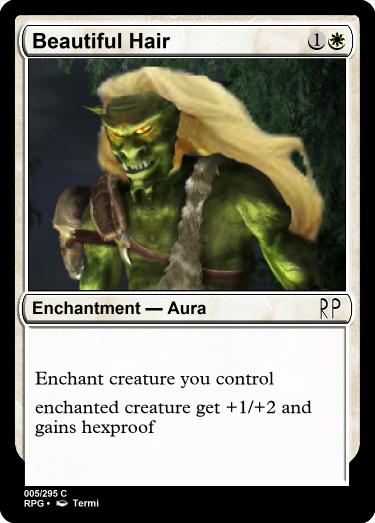 Beautiful Hair 1
Enchantment — Aura RP
Enchant creature you control
enchanted creature get +1/+2 and
gains hexproof
005/295 C
RPG • Termi